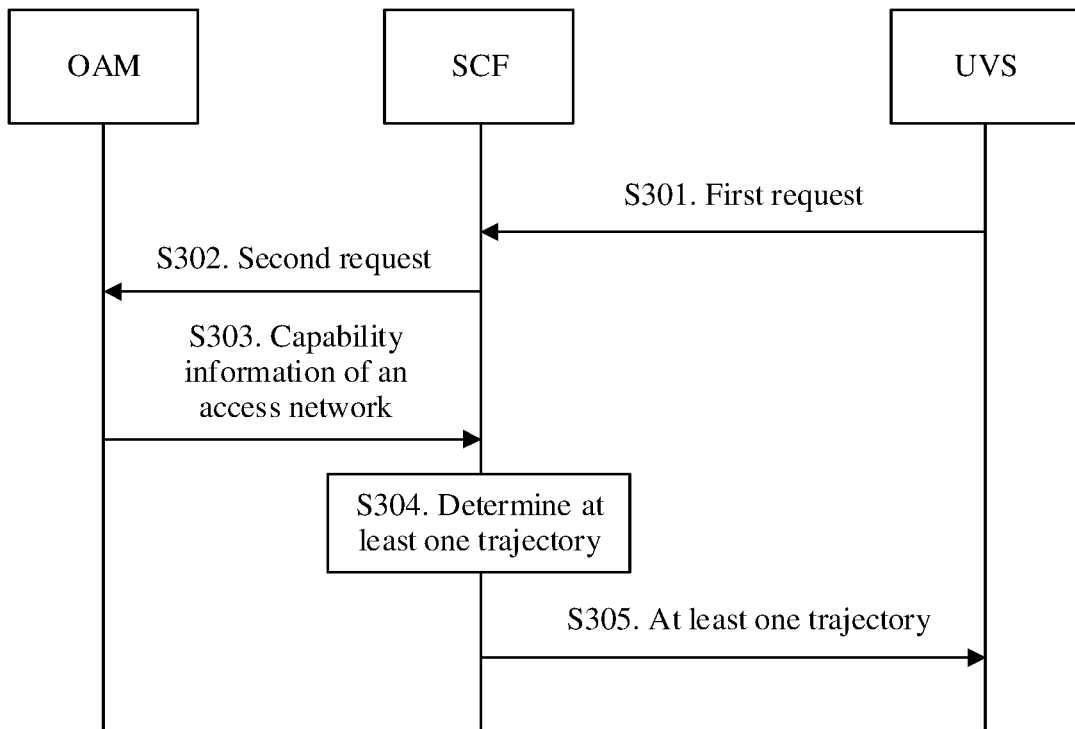 OAM
SCF
UVS
S301. First request
S302. Second request
S303. Capability
information of an
access network
S304. Determine at
least one trajectory
S305. At least one trajectory